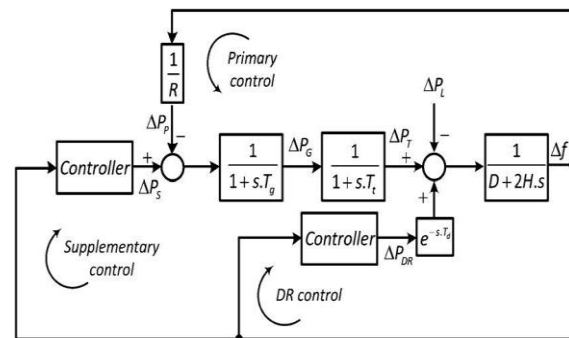 1
R
Primary
control
ΔP_P
−
ΔP_L
−
Controller
+
ΔP_S
1
1+s.T_g
ΔP_G
1
1+s.T_t
ΔP_T
+
1
D+2H.s
Δf
+
Supplementary
control
Controller
ΔP_DR
e^{-s.T_d}
DR control